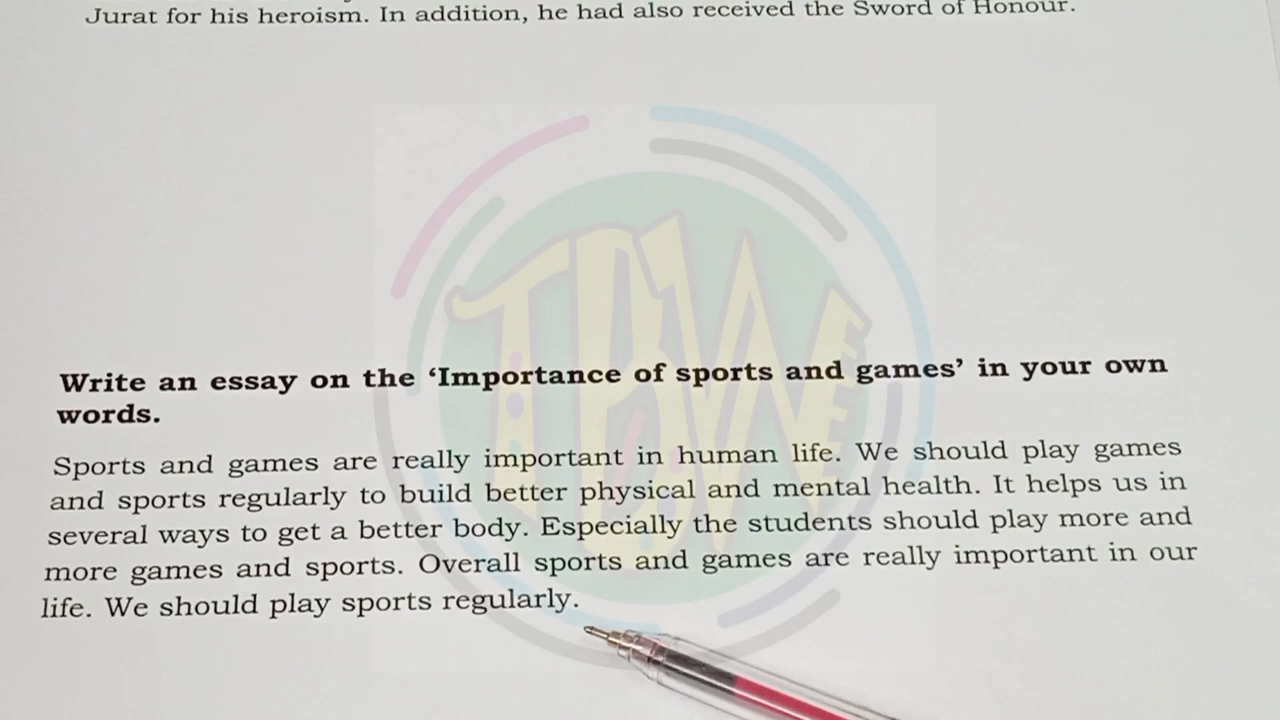 Jurat for his heroism. In addition, he had also received the Sword of Honour.
TBWE
Write an essay on the ‘Importance of sports and games’ in your own
words.
Sports and games are really important in human life. We should play games
and sports regularly to build better physical and mental health. It helps us in
several ways to get a better body. Especially the students should play more and
more games and sports. Overall sports and games are really important in our
life. We should play sports regularly.